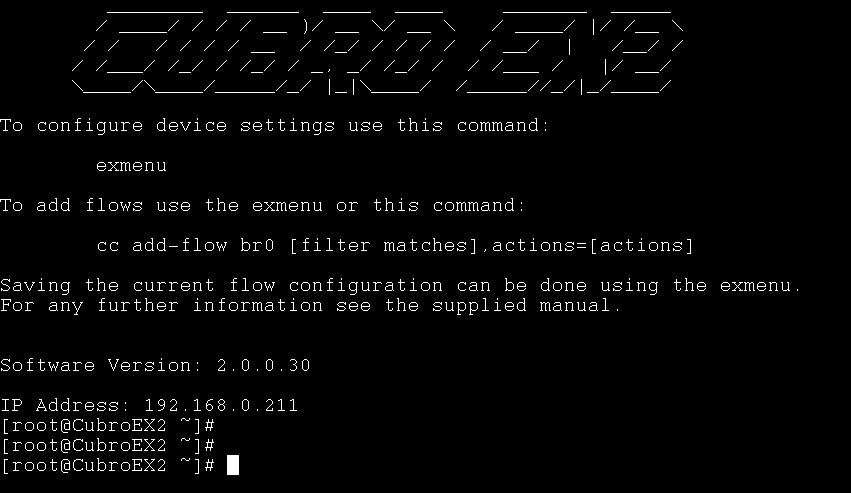 CUBRO EX2
To configure device settings use this command:
exmenu
To add flows use the exmenu or this command:
cc add-flow br0 [filter matches],actions=[actions]
Saving the current flow configuration can be done using the exmenu.
For any further information see the supplied manual.
Software Version: 2.0.0.30
IP Address: 192.168.0.211
[root@CubroEX2 ~]#
[root@CubroEX2 ~]#
[root@CubroEX2 ~]#